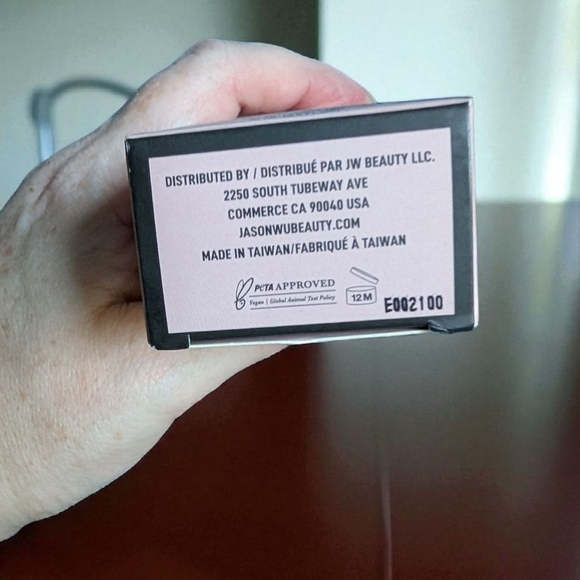 DISTRIBUTED BY / DISTRIBUÉ PAR JW BEAUTY LLC.
2250 SOUTH TUBEWAY AVE
COMMERCE CA 90040 USA
JASONWUBEAUTY.COM
MADE IN TAIWAN/FABRIQUÉ À TAIWAN
PETA APPROVED
Vegan | Global Animal Test Policy
12 M
E002100